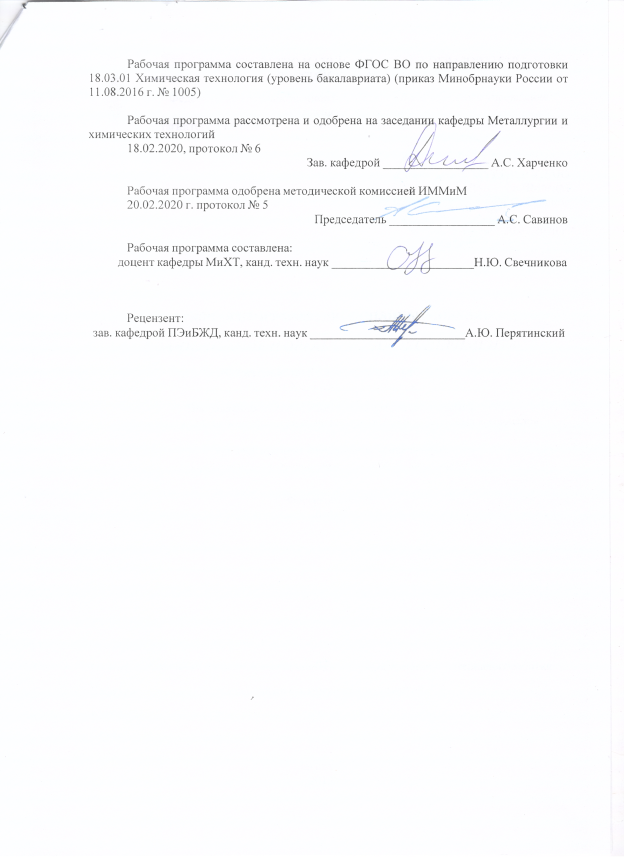 Рабочая программа составлена на основе ФГОС ВО по направлению подготовки
18.03.01 Химическая технология (уровень бакалавриата) (приказ Минобрнауки России от
11.08.2016 г. № 1005)
Рабочая программа рассмотрена и одобрена на заседании кафедры Металлургии и
химических технологий
18.02.2020, протокол № 6
Зав. кафедрой _________________ А.С. Харченко
Рабочая программа одобрена методической комиссией ИММиМ
20.02.2020 г. протокол № 5
Председатель _________________ А.С. Савинов
Рабочая программа составлена:
доцент кафедры МиХТ, канд. техн. наук _______________________Н.Ю. Свечникова
Рецензент:
зав. кафедрой ПЭиБЖД, канд. техн. наук _________________________А.Ю. Перятинский